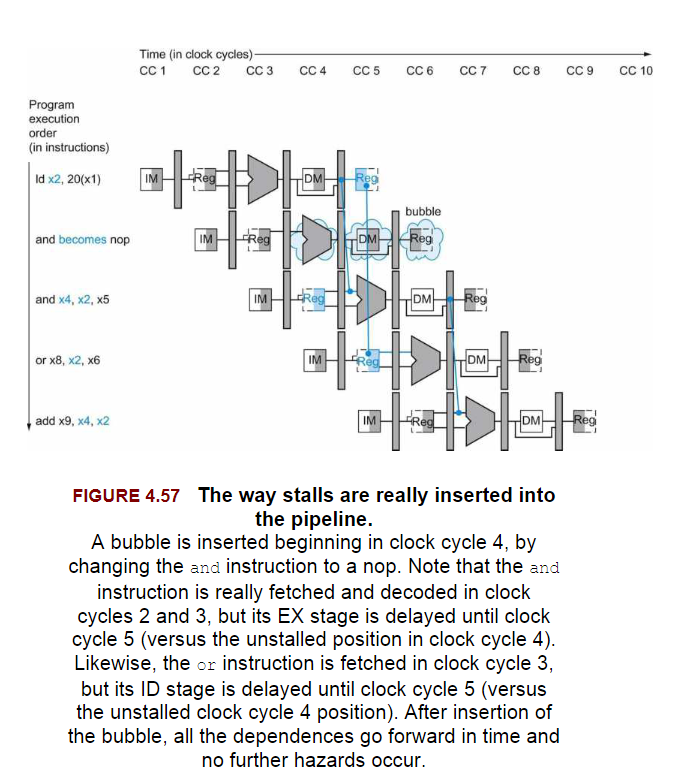 Time (in clock cycles)
CC 1 CC 2 CC 3 CC 4 CC 5 CC 6 CC 7 CC 8 CC 9 CC 10
Program
execution
order
(in instructions)
ld x2, 20(x1) IM Reg DM Reg
bubble
and becomes nop IM Reg DM Reg
and x4, x2, x5 IM Reg DM Reg
or x8, x2, x6 IM Reg DM Reg
add x9, x4, x2 IM Reg DM Reg
FIGURE 4.57 The way stalls are really inserted into
the pipeline.
A bubble is inserted beginning in clock cycle 4, by
changing the and instruction to a nop. Note that the and
instruction is really fetched and decoded in clock
cycles 2 and 3, but its EX stage is delayed until clock
cycle 5 (versus the unstalled position in clock cycle 4).
Likewise, the or instruction is fetched in clock cycle 3,
but its ID stage is delayed until clock cycle 5 (versus
the unstalled clock cycle 4 position). After insertion of
the bubble, all the dependences go forward in time and
no further hazards occur.